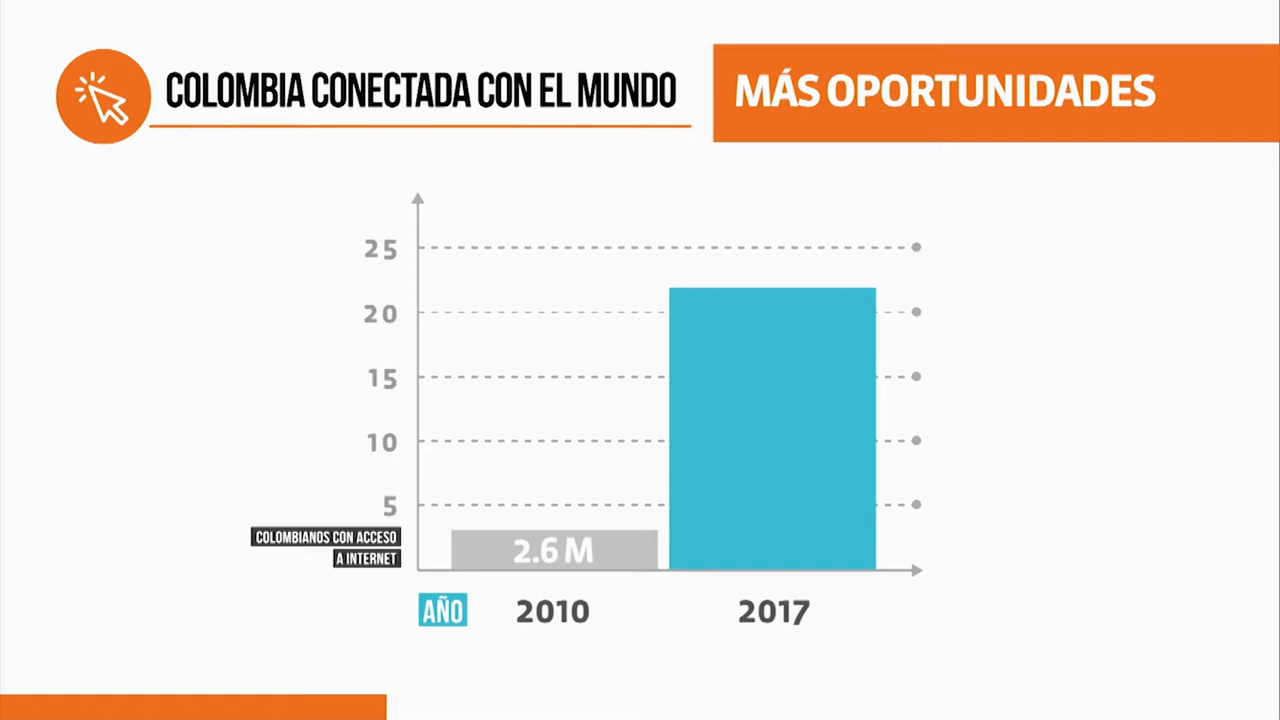 COLOMBIA CONECTADA CON EL MUNDO
MÁS OPORTUNIDADES
25
20
15
10
5
COLOMBIANOS CON ACCESO
A INTERNET
2.6 M
AÑO
2010
2017